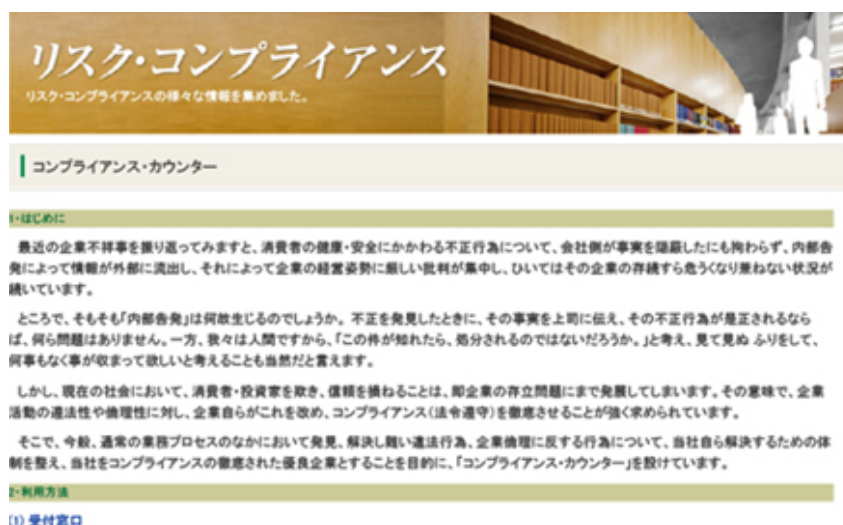 リスク・コンプライアンス
リスク・コンプライアンスの様々な情報を集めました。
コンプライアンス・カウンター
1・はじめに
最近の企業不祥事を振り返ってみますと、消費者の健康・安全にかかわる不正行為について、会社側が事実を隠蔽したにも拘わらず、内部告
発によって情報が外部に流出し、それによって企業の経営姿勢に厳しい批判が集中し、ひいてはその企業の存続すら危うくなり兼ねない状況が
続いています。
ところで、そもそも「内部告発」は何故生じるのでしょうか。不正を発見したときに、その事実を上司に伝え、その不正行為が是正されるなら
ば、何ら問題はありません。一方、我々は人間ですから、「この件が知れたら、処分されるのではないだろうか。」と考え、見て見ぬ ふりをして、
何事もなく事が収まって欲しいと考えることも当然だと言えます。
しかし、現在の社会において、消費者・投資家を欺き、信頼を損ねることは、即企業の存立問題にまで発展してしまいます。その意味で、企業
活動の適法性や倫理性に対し、企業自らがこれを改め、コンプライアンス(法令遵守)を徹底させることが強く求められています。
そこで、今般、通常の業務プロセスのなかにおいて発見、解決し難い違法行為、企業倫理に反する行為について、当社自ら解決するための体
制を整え、当社をコンプライアンスの徹底された優良企業とすることを目的に、「コンプライアンス・カウンター」を設けています。
2・利用方法
(1) 受付窓口